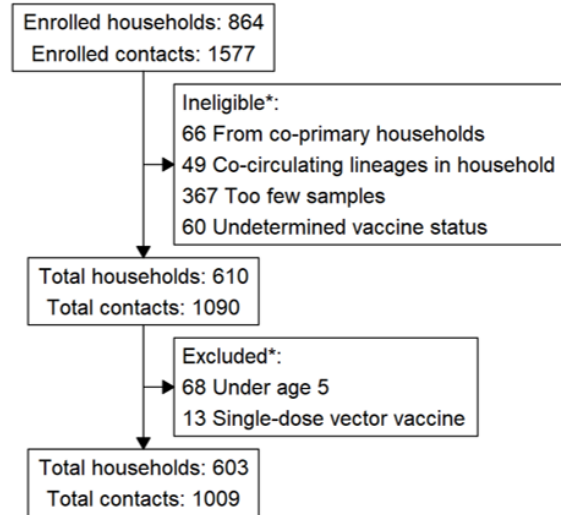 Enrolled households: 864
Enrolled contacts: 1577
Ineligible*:
66 From co-primary households
49 Co-circulating lineages in household
367 Too few samples
60 Undetermined vaccine status
Total households: 610
Total contacts: 1090
Excluded*:
68 Under age 5
13 Single-dose vector vaccine
Total households: 603
Total contacts: 1009